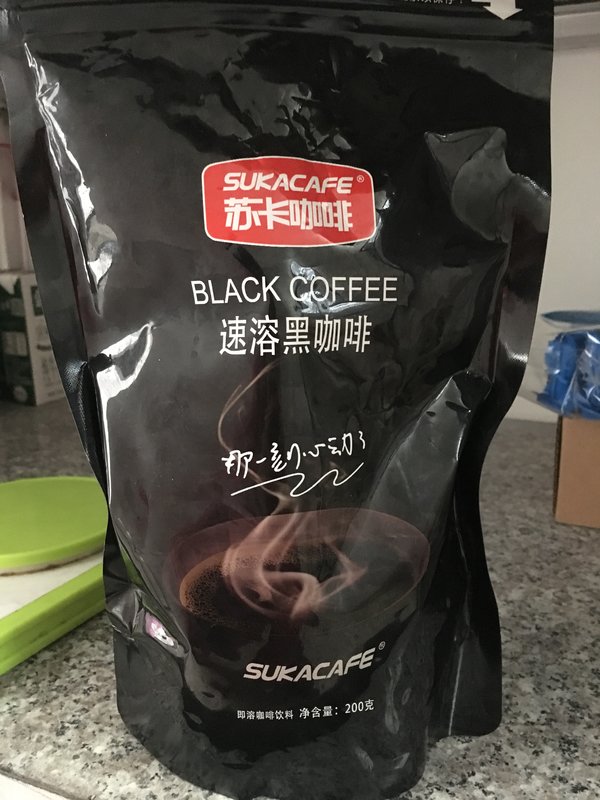 SUKACAFE®
苏卡咖啡
BLACK COFFEE
速溶黑咖啡
那一刻心动了
SUKACAFE®
即溶咖啡饮料 净含量：200克